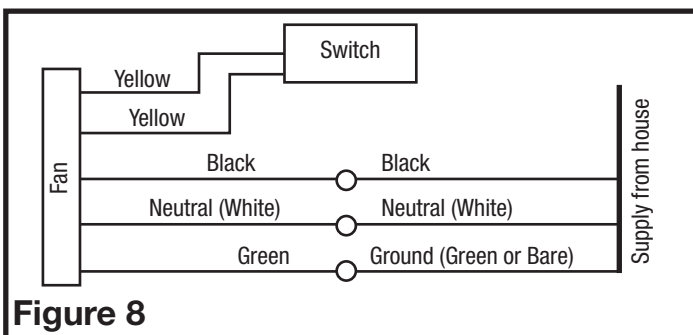 Switch
Yellow
Yellow
Fan
Black
Black
Neutral (White)
Neutral (White)
Green
Ground (Green or Bare)
Supply from house
Figure 8